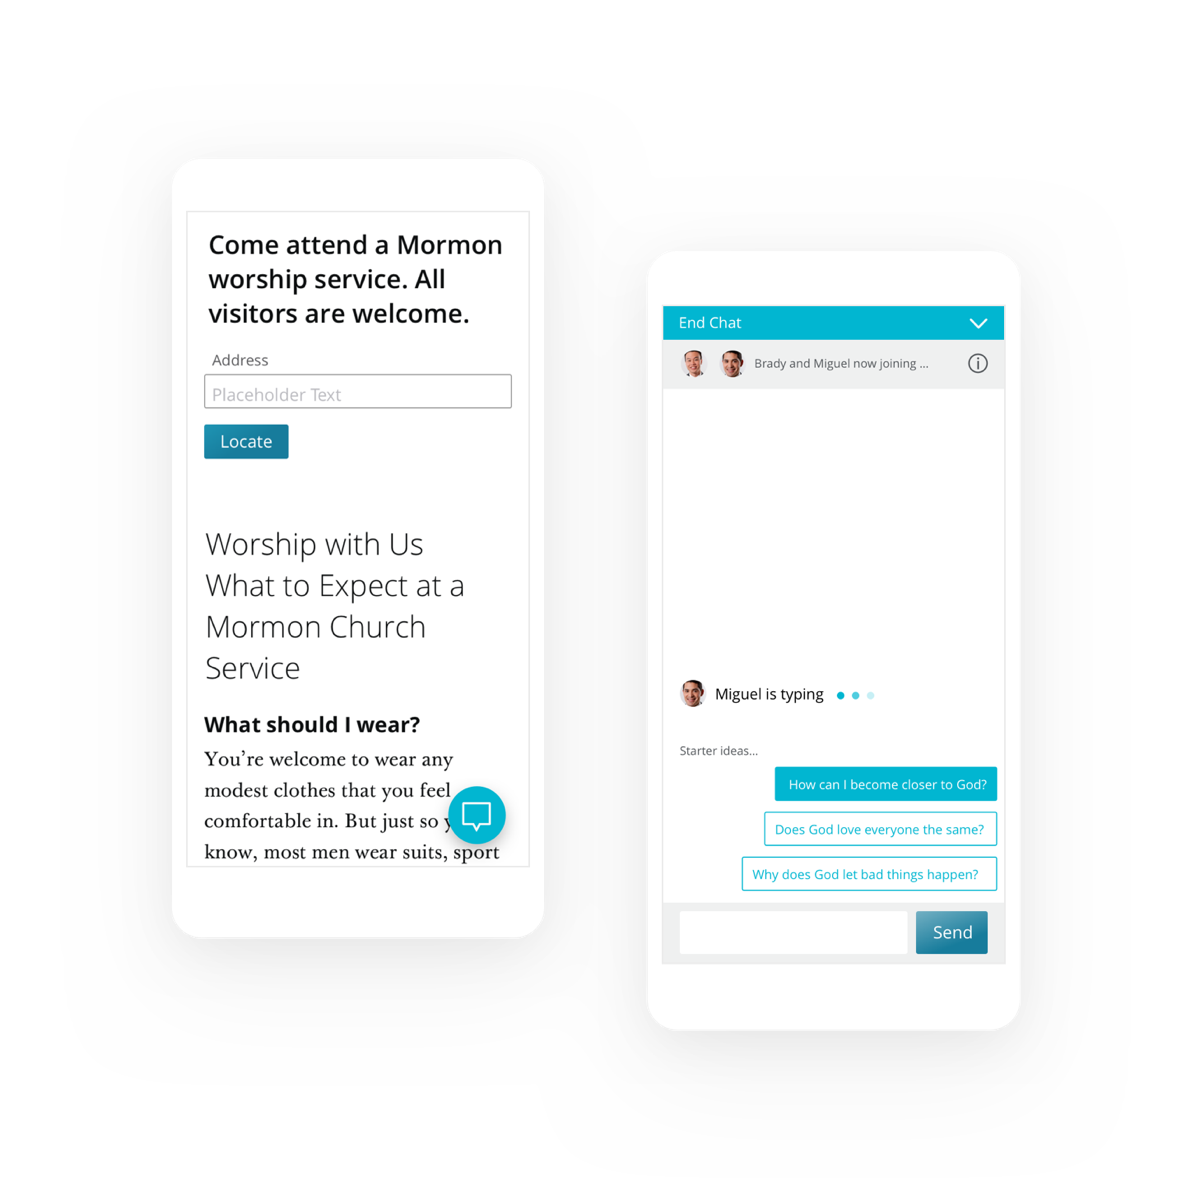 Come attend a Mormon
worship service. All
visitors are welcome.
Address
Placeholder Text
Locate
Worship with Us
What to Expect at a
Mormon Church
Service
What should I wear?
You’re welcome to wear any
modest clothes that you feel
comfortable in. But just so
know, most men wear suits, sport
End Chat
Brady and Miguel now joining ...
Miguel is typing
Starter ideas...
How can I become closer to God?
Does God love everyone the same?
Why does God let bad things happen?
Send